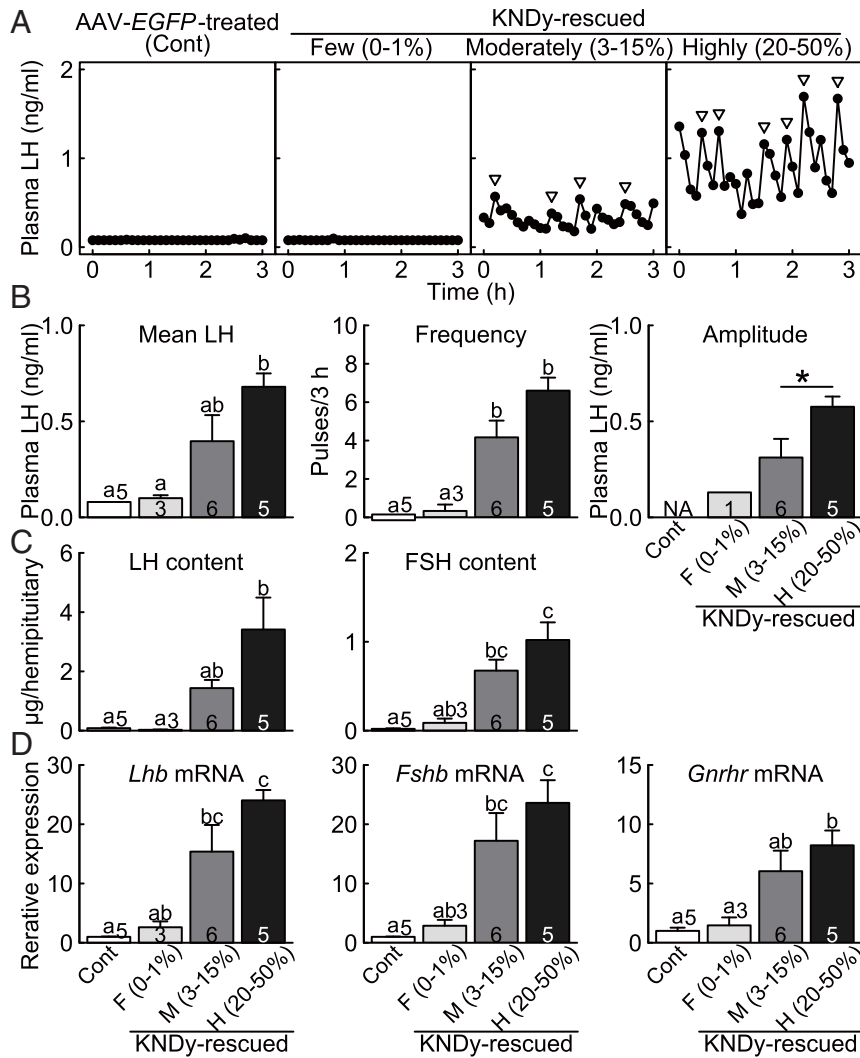 A
AAV-EGFP-treated
(Cont)
KNDy-rescued
Few (0-1%)
Moderately (3-15%)
Highly (20-50%)
Plasma LH (ng/ml)
2
1
0
0 1 2 3
0 1 2 3
0 1 2 3
0 1 2 3
Time (h)
B
Plasma LH (ng/ml)
1.0
0.5
0.0
Mean LH
a5
a
3
ab
6
b
5
Pulses/3 h
10
8
6
4
2
0
Frequency
a5
a3
b
6
b
5
Plasma LH (ng/ml)
1.0
0.5
0.0
Amplitude
*
NA
1
6
5
Cont
F (0-1%)
M (3-15%)
H (20-50%)
KNDy-rescued
C
µg/hemipituitary
6
4
2
0
LH content
a5
a3
ab
6
b
5
2
1
0
FSH content
a5
ab3
bc
6
c
5
D
Rerative expression
30
20
10
0
Lhb mRNA
a5
ab
3
bc
6
c
5
Cont
F (0-1%)
M (3-15%)
H (20-50%)
KNDy-rescued
30
20
10
0
Fshb mRNA
a5
ab3
bc
6
c
5
Cont
F (0-1%)
M (3-15%)
H (20-50%)
KNDy-rescued
15
10
5
0
Gnrhr mRNA
a5
a3
ab
6
b
5
Cont
F (0-1%)
M (3-15%)
H (20-50%)
KNDy-rescued